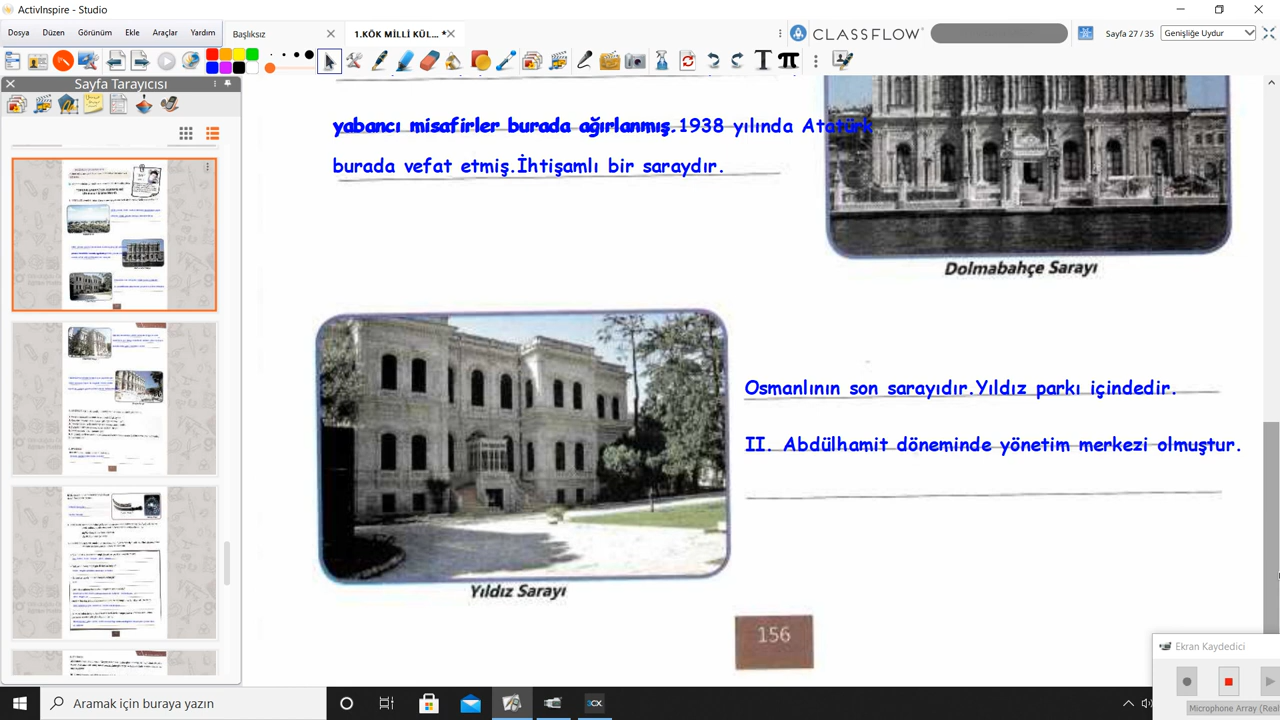 ActivInspire - Studio
Dosya Düzen Görünüm Ekle Araçlar Yardım
Başlıksız
1.KÖK MİLLİ KÜL... *
CLASSFLOW
Sayfa 27 / 35
Genişliğe Uydur
Sayfa Tarayıcısı
yabancı misafirler burada ağırlanmış.1938 yılında Atatürk
burada vefat etmiş.İhtişamlı bir saraydır.
Dolmabahçe Sarayı
Osmanlının son sarayıdır.Yıldız parkı içindedir.
II. Abdülhamit döneminde yönetim merkezi olmuştur.
Yıldız Sarayı
156
Ekran Kaydedici
Microphone Array (Real
Aramak için buraya yazın